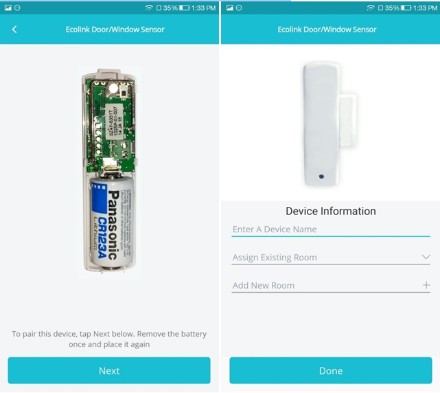 35% 1:33 PM
Ecolink Door/Window Sensor
Panasonic
CR123A
To pair this device, tap Next below. Remove the battery
once and place it again
Next
35% 1:33 PM
Ecolink Door/Window Sensor
Device Information
Enter A Device Name
Assign Existing Room
Add New Room
Done